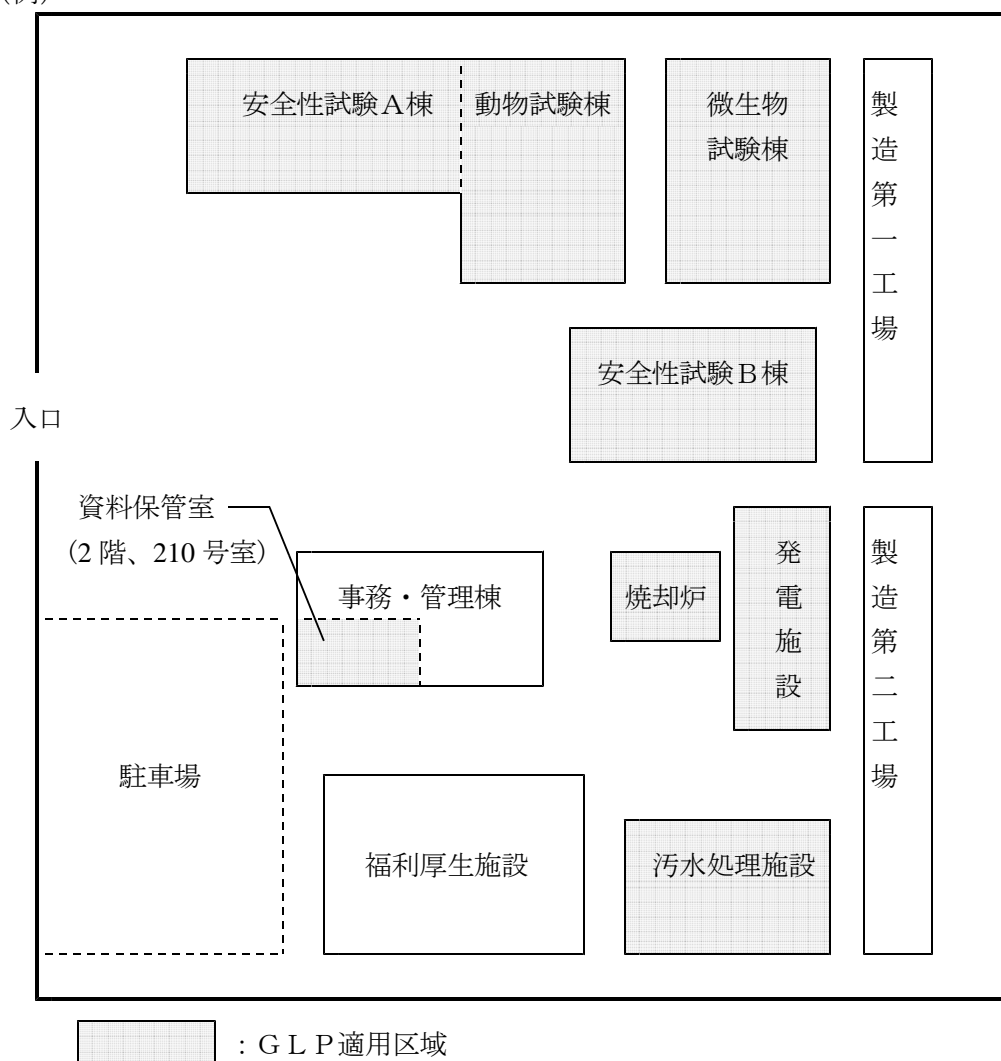 (例)
安全性試験A棟
動物試験棟
微生物
試験棟
製造第一工場
安全性試験B棟
入口
資料保管室
(2階、210号室)
事務・管理棟
焼却炉
発電施設
製造第二工場
駐車場
福利厚生施設
汚水処理施設
:GLP適用区域